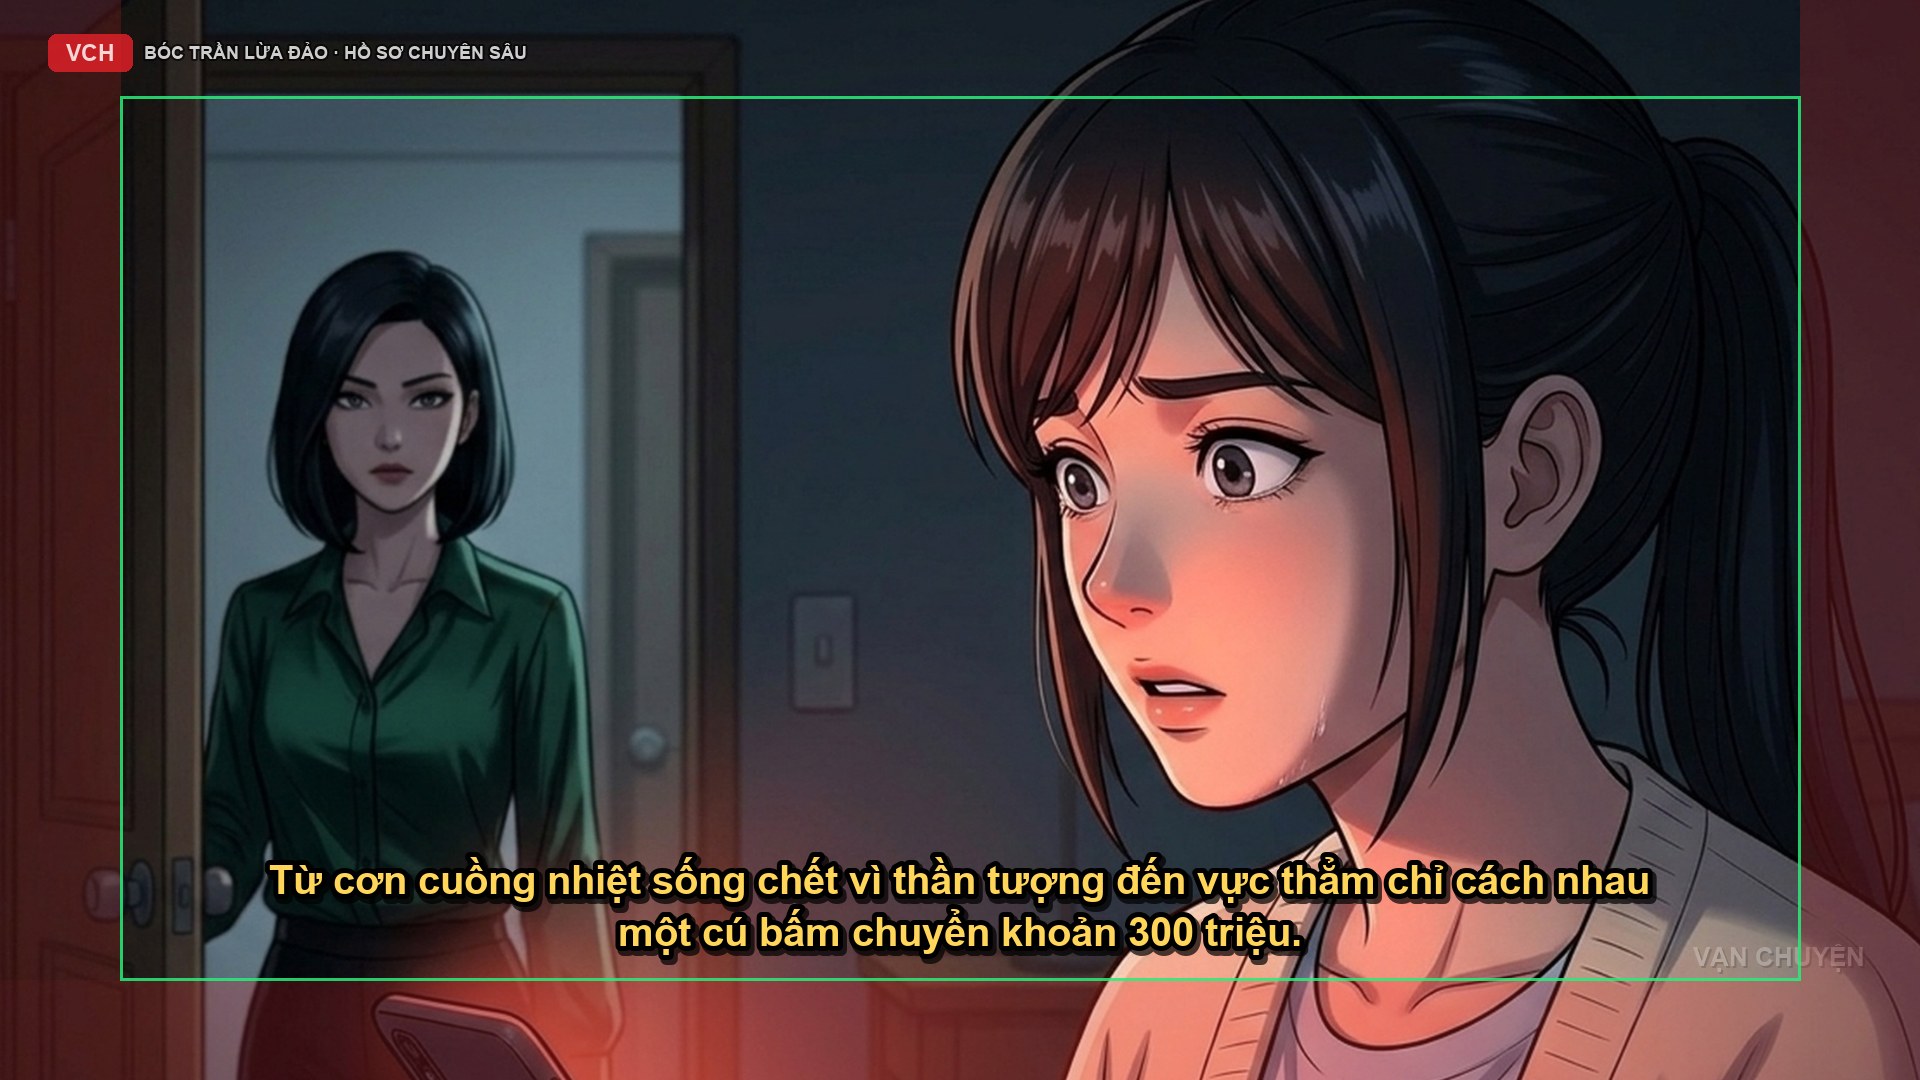 VCH
BÓC TRẦN LỪA ĐẢO · HỒ SƠ CHUYÊN SÂU
Từ cơn cuồng nhiệt sống chết vì thần tượng đến vực thẳm chỉ cách nhau
một cú bấm chuyển khoản 300 triệu.
VẠN CHUYỆN